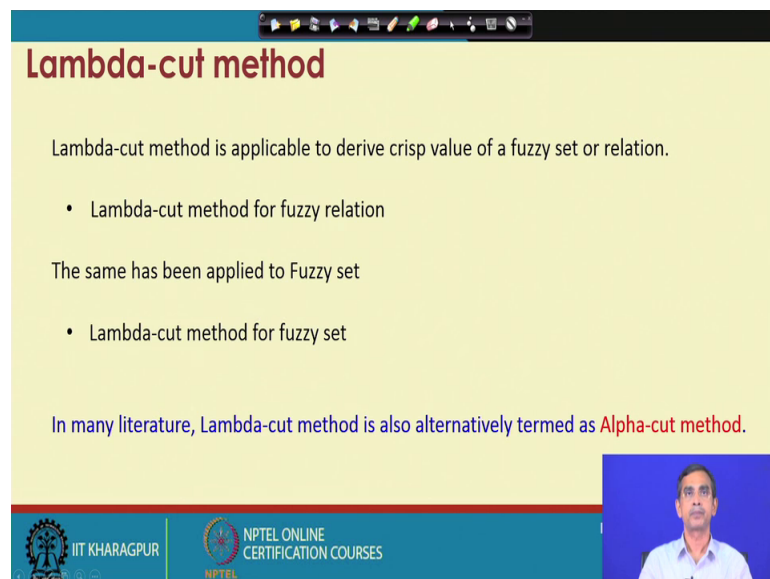 Lambda-cut method
Lambda-cut method is applicable to derive crisp value of a fuzzy set or relation.
• Lambda-cut method for fuzzy relation
The same has been applied to Fuzzy set
• Lambda-cut method for fuzzy set
In many literature, Lambda-cut method is also alternatively termed as Alpha-cut method.
IIT KHARAGPUR
NPTEL ONLINE
CERTIFICATION COURSES
NPTEL